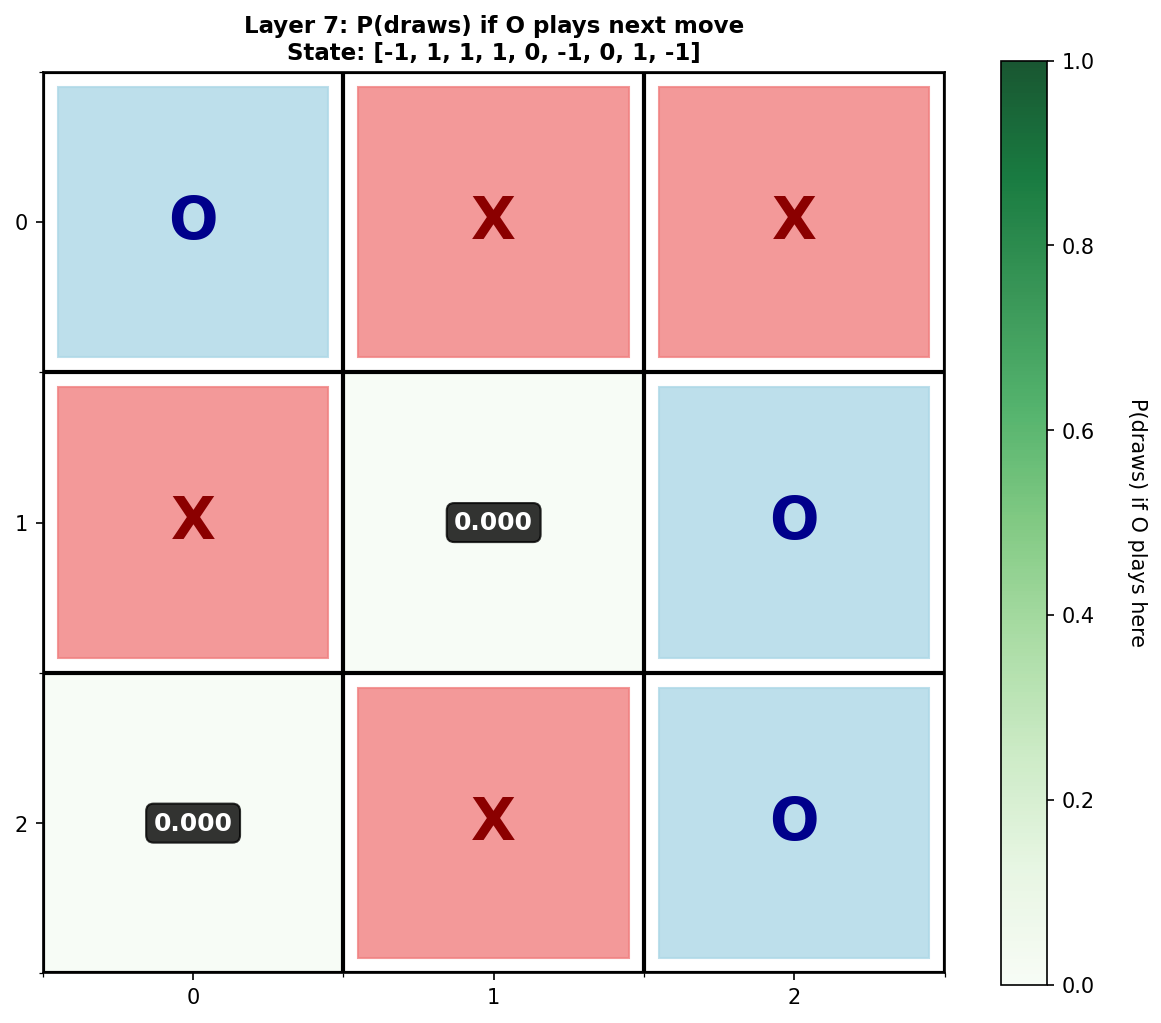 Layer 7: P(draws) if O plays next move
State: [-1, 1, 1, 1, 0, -1, 0, 1, -1]
O X X
X 0.000 O
0.000 X O
0
1
2
0 1 2
1.0
0.8
0.6
0.4
0.2
0.0
P(draws) if O plays here